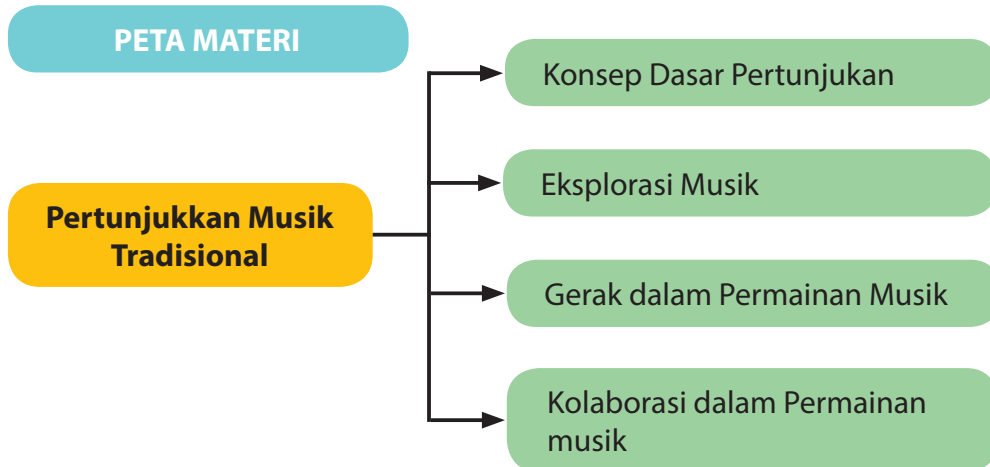 PETA MATERI
Pertunjukkan Musik
Tradisional
Konsep Dasar Pertunjukan
Eksplorasi Musik
Gerak dalam Permainan Musik
Kolaborasi dalam Permainan
musik